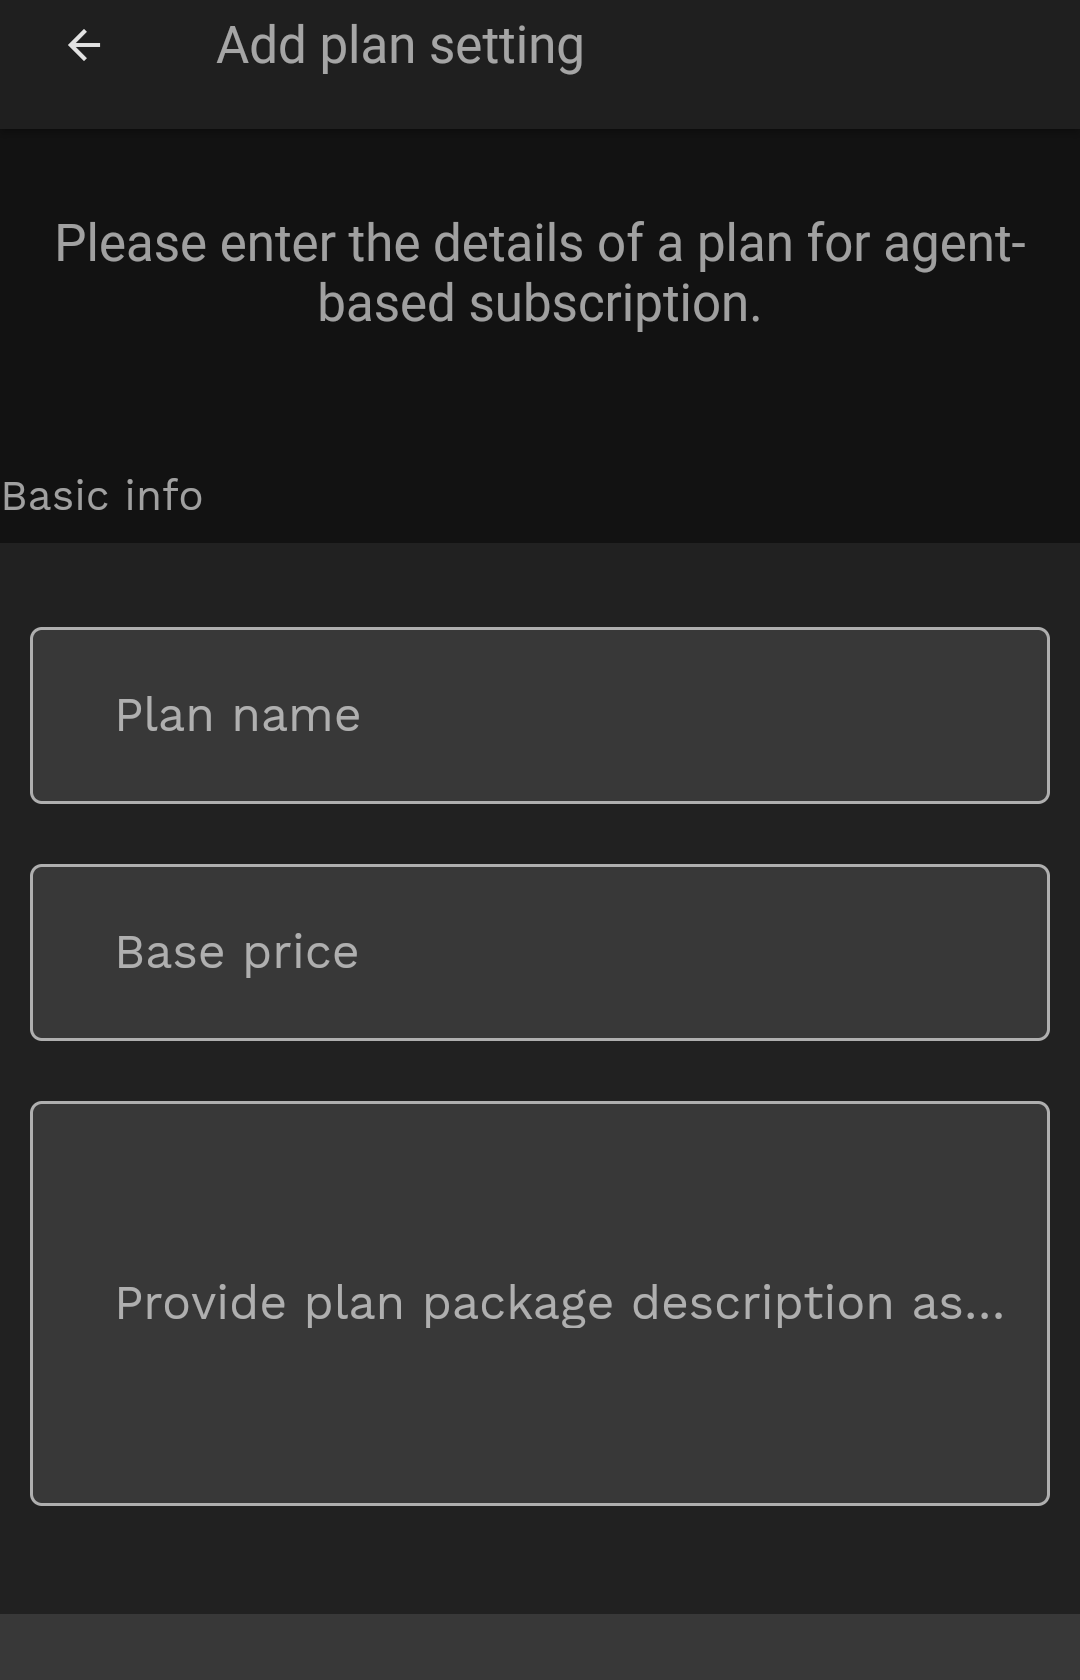 Add plan setting
Please enter the details of a plan for agent-
based subscription.
Basic info
Plan name
Base price
Provide plan package description as...